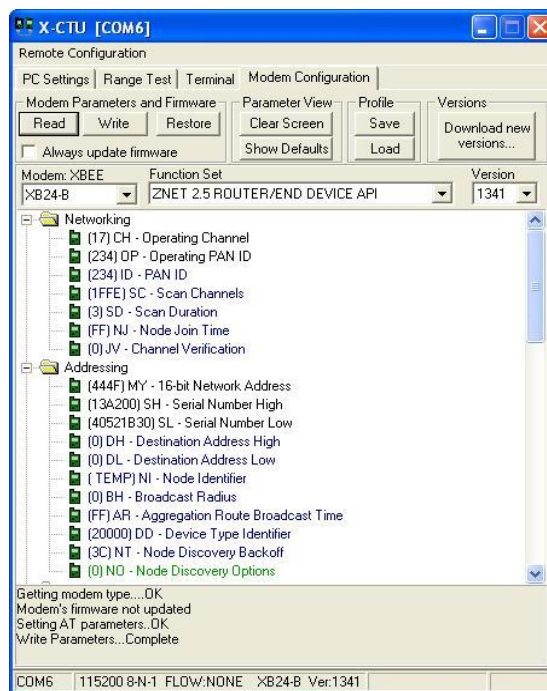 X-CTU [COM6]
Remote Configuration
PC Settings Range Test Terminal Modem Configuration
Modem Parameters and Firmware Parameter View Profile Versions
Read Write Restore Clear Screen Save Download new versions...
Always update firmware Show Defaults Load
Modem: XBEE Function Set Version
XB24-B ZNET 2.5 ROUTER/END DEVICE API 1341
Networking
(17) CH - Operating Channel
(234) OP - Operating PAN ID
(234) ID - PAN ID
(1FFE) SC - Scan Channels
(3) SD - Scan Duration
(FF) NJ - Node Join Time
(0) JV - Channel Verification
Addressing
(444F) MY - 16-bit Network Address
(13A200) SH - Serial Number High
(40521B30) SL - Serial Number Low
(0) DH - Destination Address High
(0) DL - Destination Address Low
( TEMP) NI - Node Identifier
(0) BH - Broadcast Radius
(FF) AR - Aggregation Route Broadcast Time
(20000) DD - Device Type Identifier
(3C) NT - Node Discovery Backoff
(0) NO - Node Discovery Options
Getting modem type....OK
Modem's firmware not updated
Setting AT parameters..OK
Write Parameters...Complete
COM6 115200 8-N-1 FLOW:NONE XB24-B Ver:1341